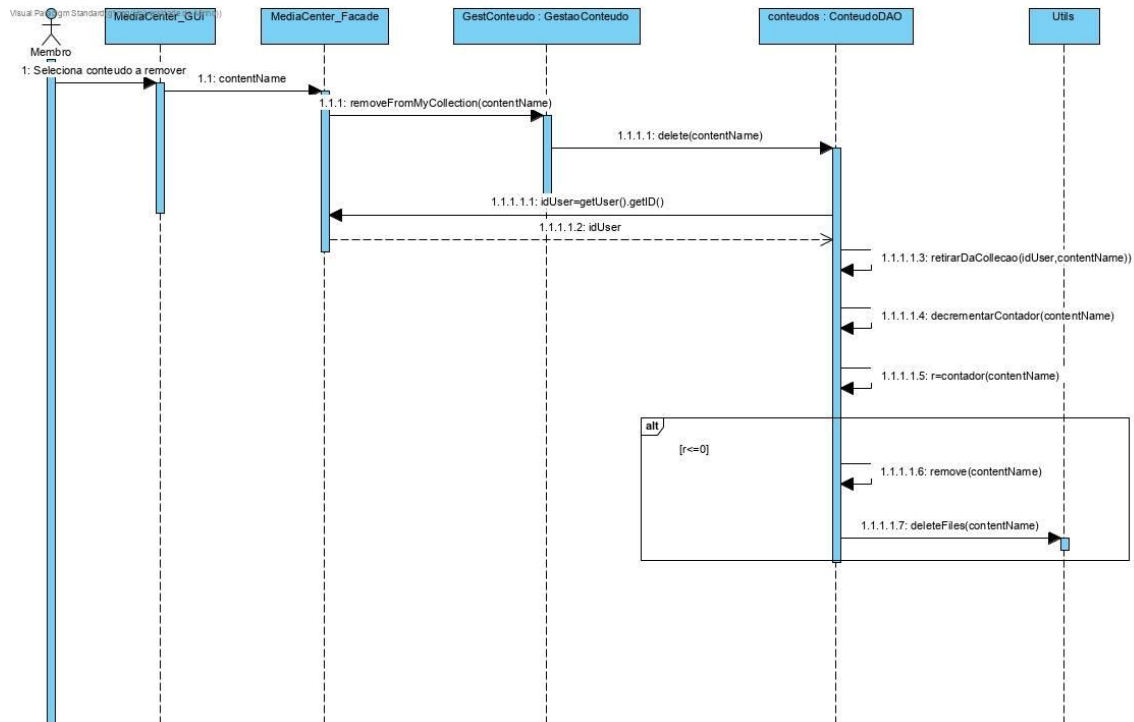 Visual Paradigm Standard
MediaCenter_GUI
MediaCenter_Facade
GestConteudo : GestaoConteudo
conteudos : ConteudoDAO
Utils
Membro
1: Seleciona conteudo a remover
1.1: contentName
1.1.1: removeFromMyCollection(contentName)
1.1.1.1: delete(contentName)
1.1.1.1.1: idUser=getUser().getID()
1.1.1.1.2: idUser
1.1.1.1.3: retirarDaCollecao(idUser,contentName))
1.1.1.1.4: decrementarContador(contentName)
1.1.1.1.5: r=contador(contentName)
alt
[r<=0]
1.1.1.1.6: remove(contentName)
1.1.1.1.7: deleteFiles(contentName)